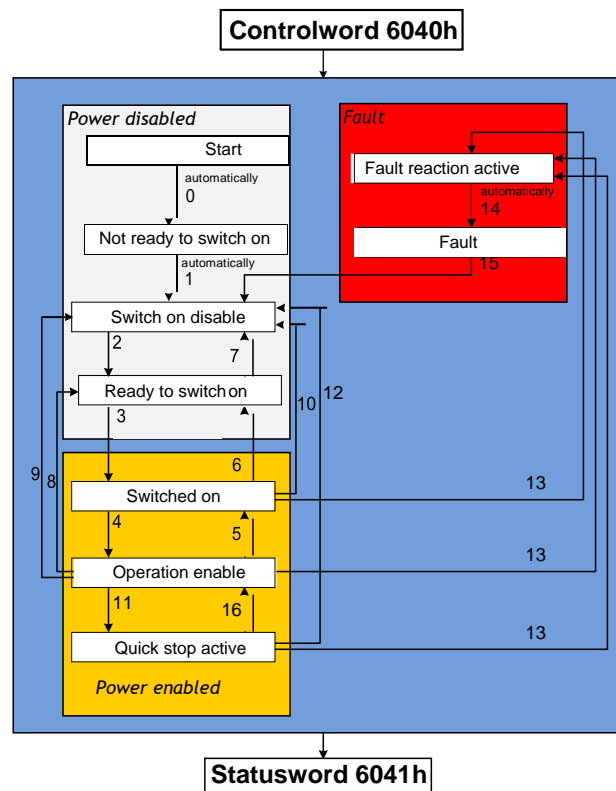 Controlword 6040h
Power disabled
Fault
Start
automatically
0
Fault reaction active
automatically
14
Not ready to switch on
automatically
1
Fault
15
Switch on disable
2
7
10
12
Ready to switch on
3
9
8
6
Switched on
13
4
5
Operation enable
13
11
16
Quick stop active
13
Power enabled
Statusword 6041h